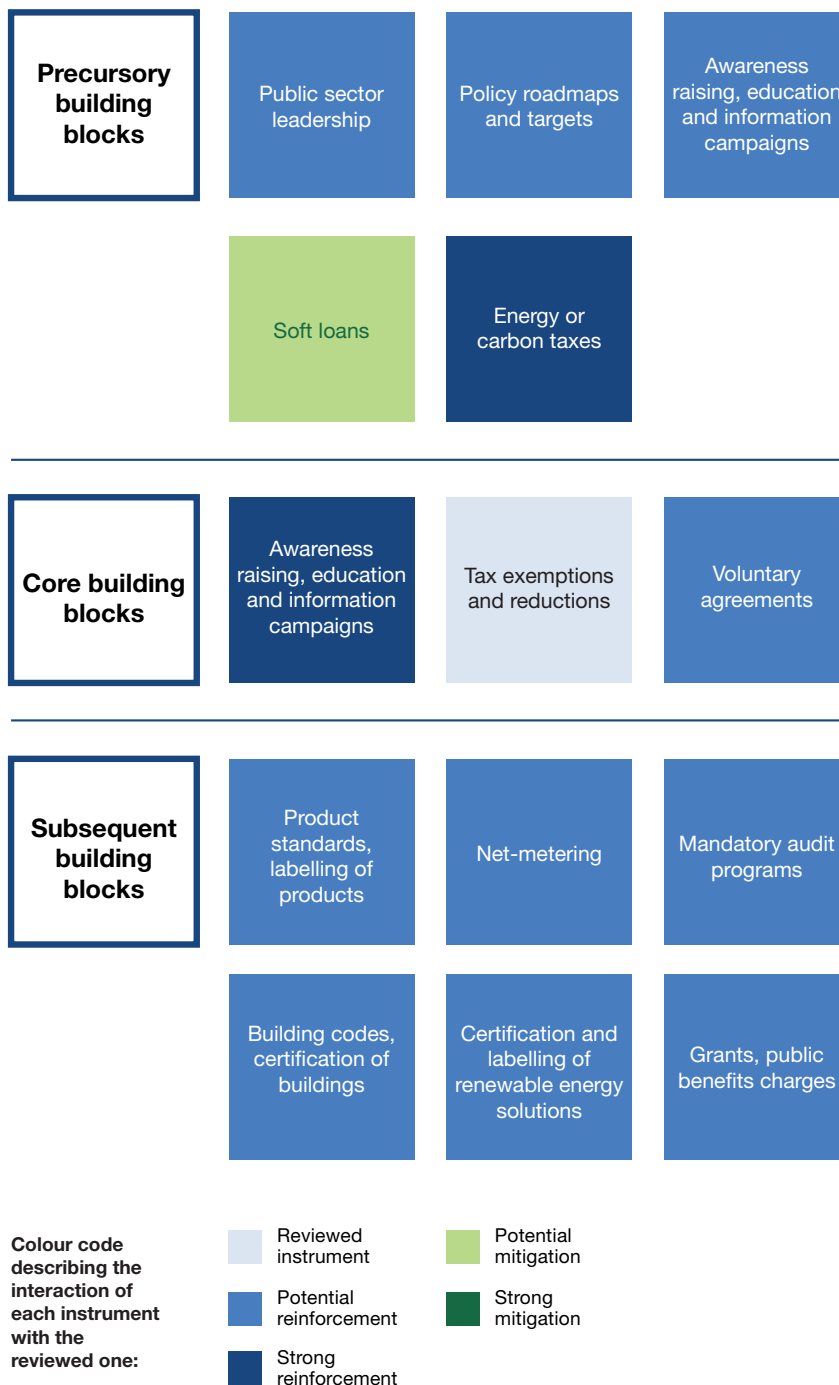 Precursory
building
blocks
Public sector
leadership
Policy roadmaps
and targets
Awareness
raising, education
and information
campaigns
Soft loans
Energy or
carbon taxes
Core building
blocks
Awareness
raising, education
and information
campaigns
Tax exemptions
and reductions
Voluntary
agreements
Subsequent
building
blocks
Product
standards,
labelling of
products
Net-metering
Mandatory audit
programs
Building codes,
certification of
buildings
Certification and
labelling of
renewable energy
solutions
Grants, public
benefits charges
Colour code
describing the
interaction of
each instrument
with the
reviewed one:
Reviewed
instrument
Potential
reinforcement
Strong
reinforcement
Potential
mitigation
Strong
mitigation